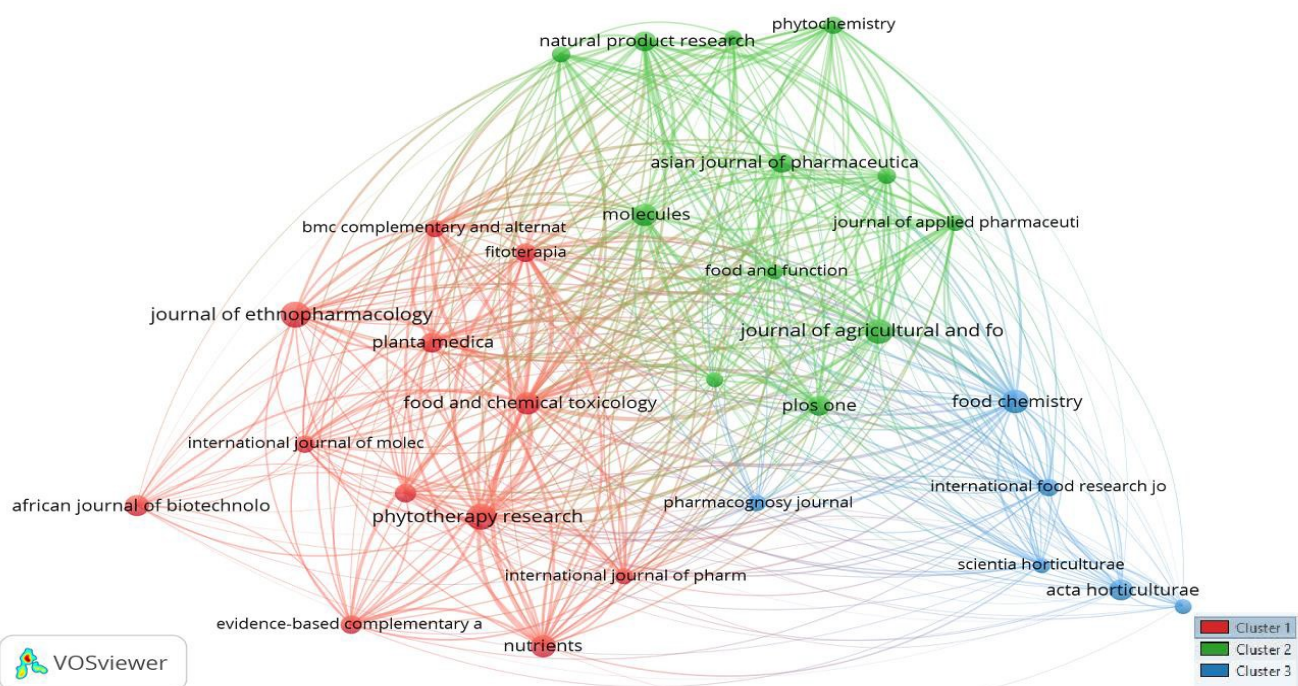 phytochemistry
natural product research
asian journal of pharmaceutica
molecules
journal of applied pharmaceuti
bmc complementary and alternat
fitoterapia
food and function
journal of ethnopharmacology
journal of agricultural and fo
planta medica
food and chemical toxicology
plos one
food chemistry
international journal of molec
international food research jo
african journal of biotechnolo
pharmacognosy journal
phytotherapy research
scientia horticulturae
international journal of pharm
acta horticulturae
evidence-based complementary a
nutrients
VOSviewer
Cluster 1
Cluster 2
Cluster 3